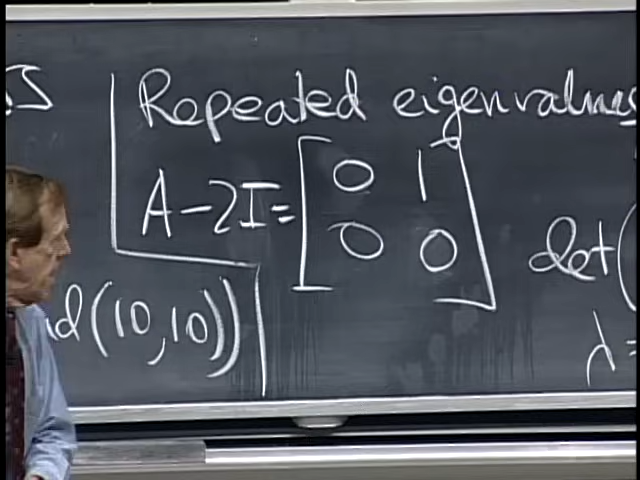 Repeated eigenvalues
A-2I= [ 0 1
0 0 ]
det(
d(10,10))
λ=